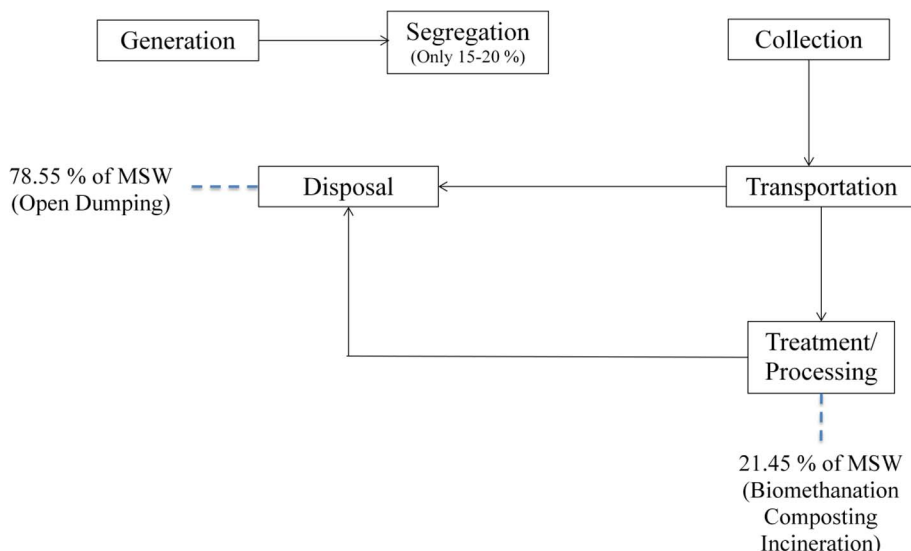 Generation
Segregation
(Only 15-20 %)
Collection
78.55 % of MSW
(Open Dumping)
Disposal
Transportation
Treatment/
Processing
21.45 % of MSW
(Biomethanation
Composting
Incineration)